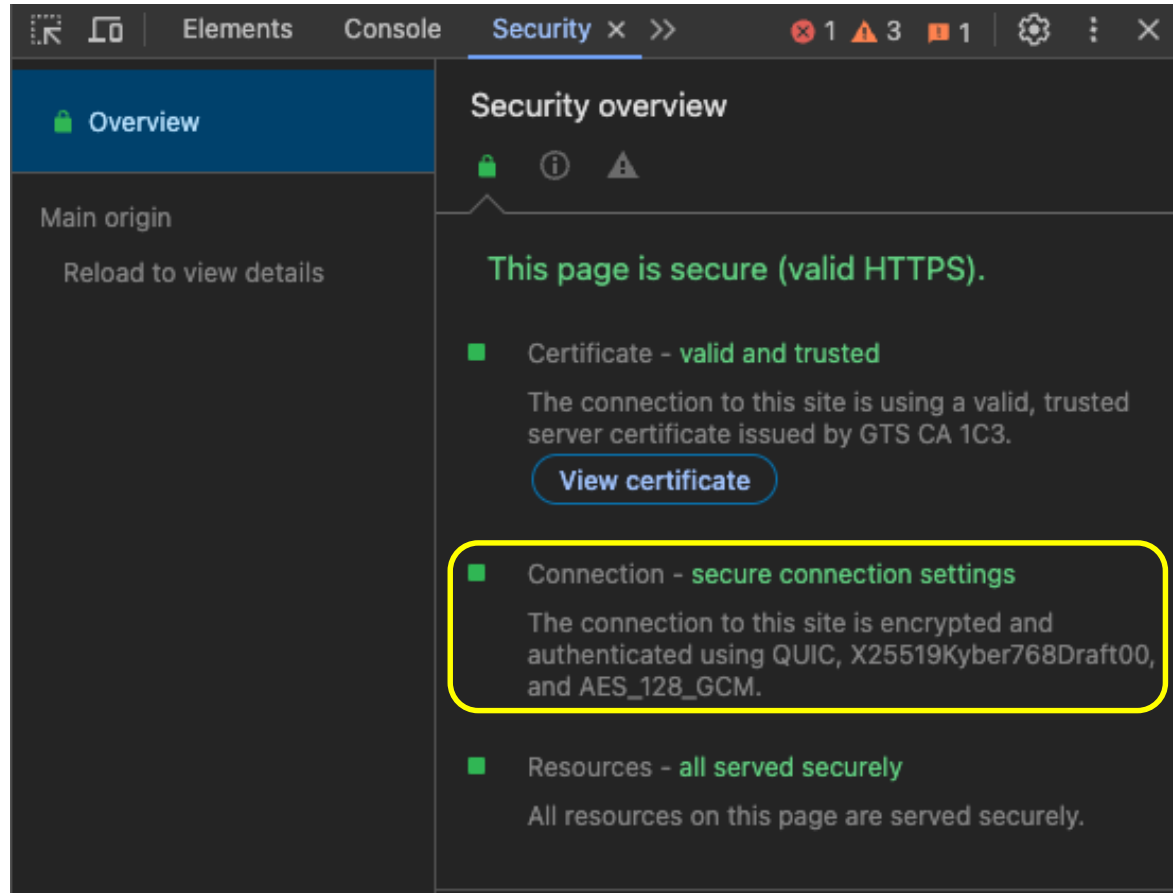 Elements Console Security × >> 1 3 1
Overview
Main origin
Reload to view details
Security overview
This page is secure (valid HTTPS).
Certificate - valid and trusted
The connection to this site is using a valid, trusted
server certificate issued by GTS CA 1C3.
View certificate
Connection - secure connection settings
The connection to this site is encrypted and
authenticated using QUIC, X25519Kyber768Draft00,
and AES_128_GCM.
Resources - all served securely
All resources on this page are served securely.